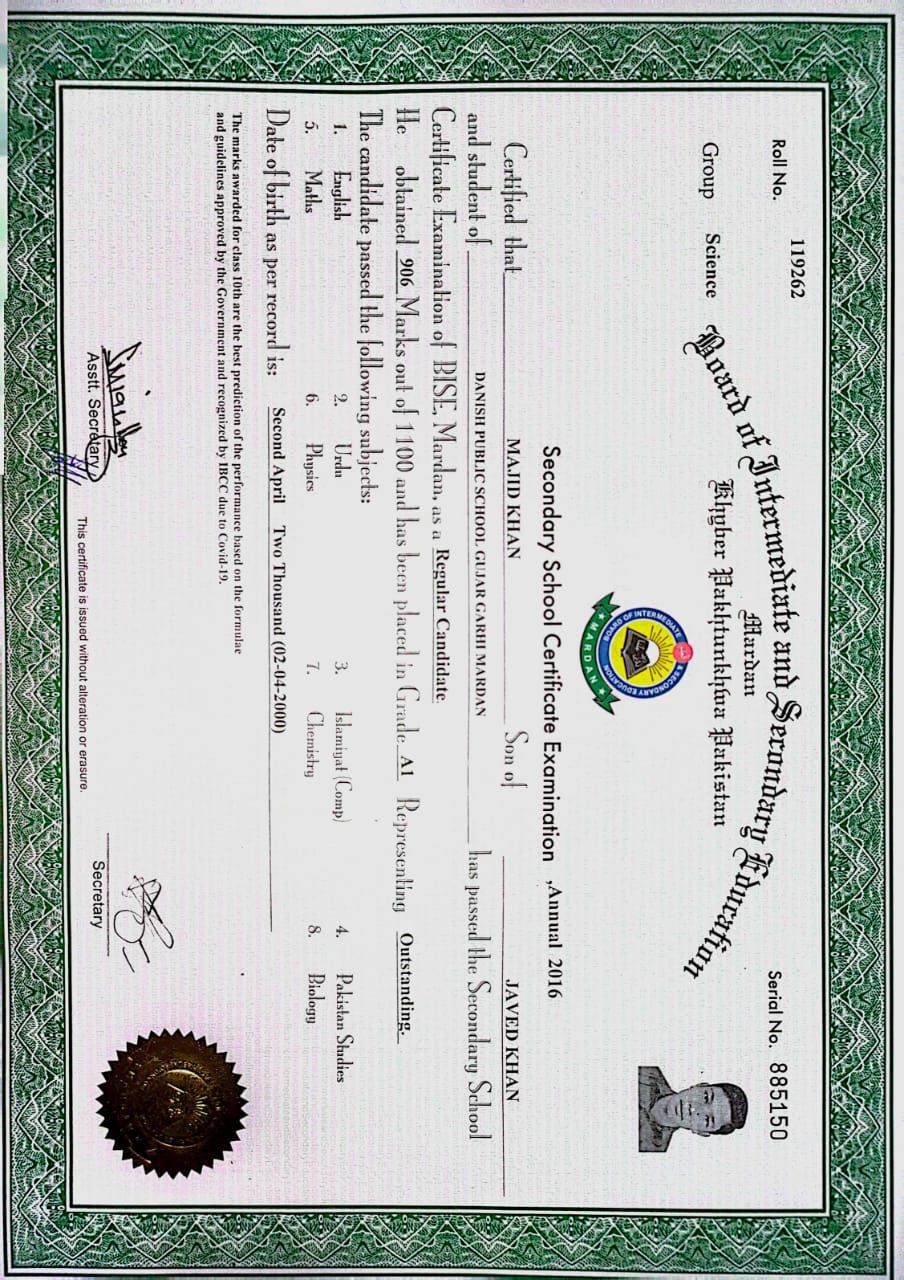 Roll No. 119262
Serial No. 885150
Group Science
Board of Intermediate and Secondary Education
Mardan
Khyber Pakhtunkhwa Pakistan
BOARD OF INTERMEDIATE & SECONDARY EDUCATION
MARDAN
Secondary School Certificate Examination , Annual 2016
Certified that MAJID KHAN Son of JAVED KHAN
and student of DANISH PUBLIC SCHOOL GUJAR GARHI MARDAN has passed the Secondary School
Certificate Examination of BISE, Mardan, as a Regular Candidate.
He obtained 906 Marks out of 1100 and has been placed in Grade A1 Representing Outstanding.
The candidate passed the following subjects:
1. English 2. Urdu 3. Islamiyat (Comp) 4. Pakistan Studies
5. Maths 6. Physics 7. Chemistry 8. Biology
Date of birth as per record is: Second April Two Thousand (02-04-2000)
The marks awarded for class 10th are the best prediction of the performance based on the formulae
and guidelines approved by the Government and recognized by IBCC due to Covid-19.
Asstt. Secretary
This certificate is issued without alteration or erasure.
Secretary